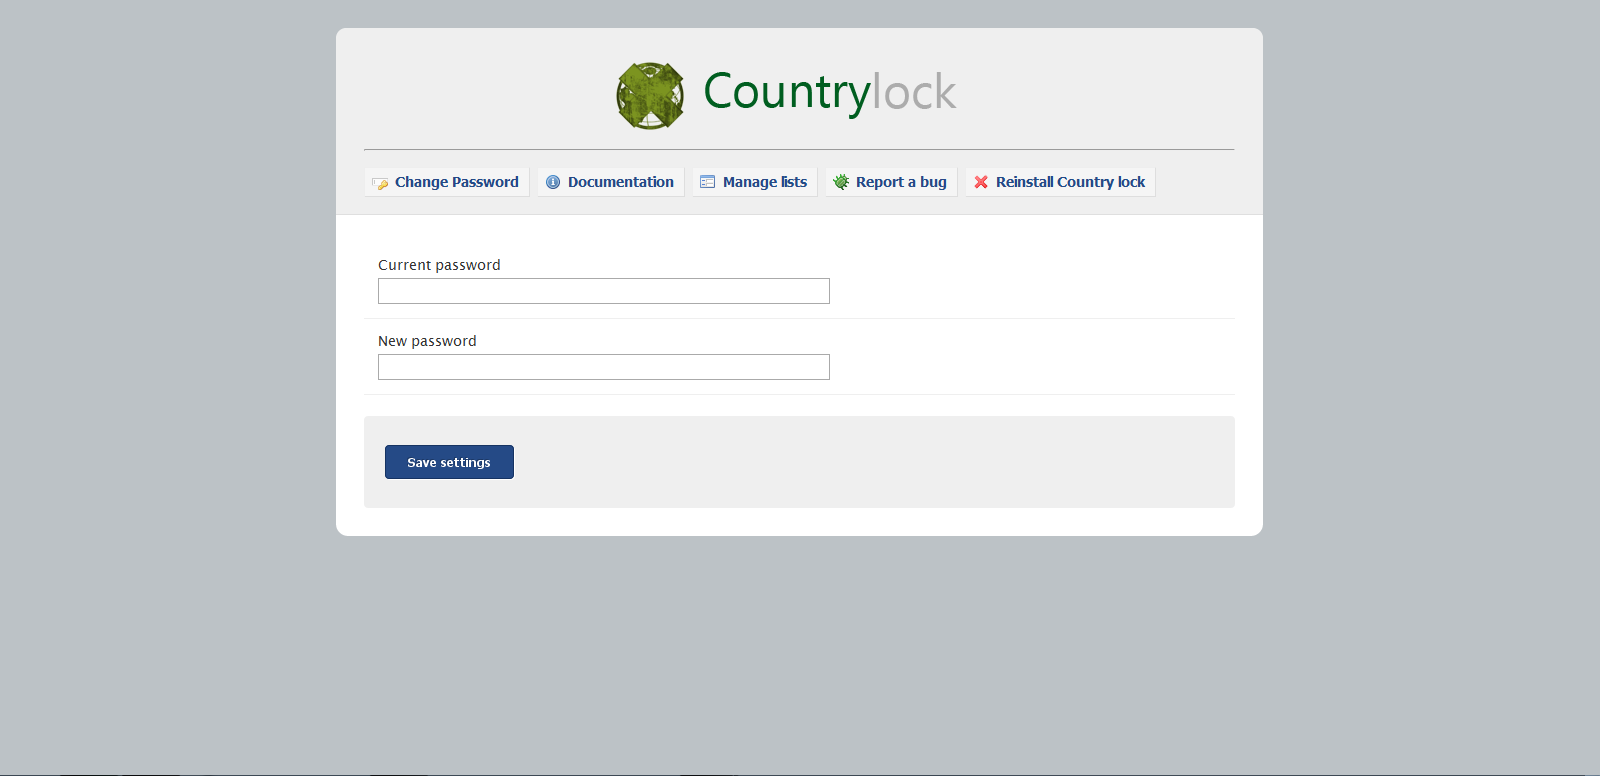 Countrylock
Change Password Documentation Manage lists Report a bug Reinstall Country lock
Current password
New password
Save settings